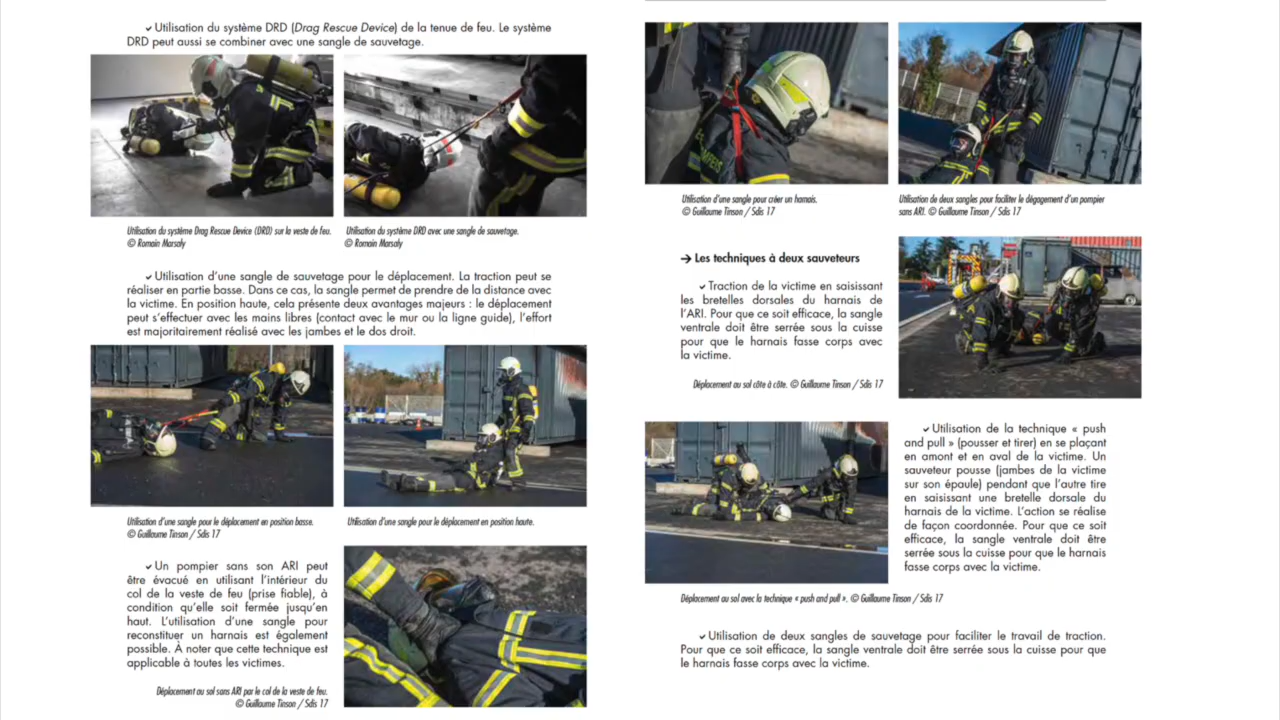 ✓ Utilisation du système DRD (Drag Rescue Device) de la tenue de feu. Le système
DRD peut aussi se combiner avec une sangle de sauvetage.
Utilisation du système Drag Rescue Device (DRD) sur la veste de feu.
© Romain Marsaly
Utilisation du système DRD avec une sangle de sauvetage.
© Romain Marsaly
✓ Utilisation d'une sangle de sauvetage pour le déplacement. La traction peut se
réaliser en partie basse. Dans ce cas, la sangle permet de prendre de la distance avec
la victime. En position haute, cela présente deux avantages majeurs : le déplacement
peut s'effectuer avec les mains libres (contact avec le mur ou la ligne guide), l'effort
est majoritairement réalisé avec les jambes et le dos droit.
Utilisation d'une sangle pour le déplacement en position basse.
© Guillaume Tinson / Sdis 17
Utilisation d'une sangle pour le déplacement en position haute.
✓ Un pompier sans son ARI peut
être évacué en utilisant l'intérieur du
col de la veste de feu (prise fiable), à
condition qu'elle soit fermée jusqu'en
haut. L'utilisation d'une sangle pour
reconstituer un harnais est également
possible. À noter que cette technique est
applicable à toutes les victimes.
Déplacement au sol sans ARI par le col de la veste de feu.
© Guillaume Tinson / Sdis 17
Utilisation d'une sangle pour créer un harnais.
© Guillaume Tinson / Sdis 17
Utilisation de deux sangles pour faciliter le dégagement d'un pompier
sans ARI. © Guillaume Tinson / Sdis 17
→ Les techniques à deux sauveteurs
✓ Traction de la victime en saisissant
les bretelles dorsales du harnais de
l'ARI. Pour que ce soit efficace, la sangle
ventrale doit être serrée sous la cuisse
pour que le harnais fasse corps avec
la victime.
Déplacement au sol côte à côte. © Guillaume Tinson / Sdis 17
✓ Utilisation de la technique « push
and pull » (pousser et tirer) en se plaçant
en amont et en aval de la victime. Un
sauveteur pousse (jambes de la victime
sur son épaule) pendant que l'autre tire
en saisissant une bretelle dorsale du
harnais de la victime. L'action se réalise
de façon coordonnée. Pour que ce soit
efficace, la sangle ventrale doit être
serrée sous la cuisse pour que le harnais
fasse corps avec la victime.
Déplacement au sol avec la technique « push and pull ». © Guillaume Tinson / Sdis 17
✓ Utilisation de deux sangles de sauvetage pour faciliter le travail de traction.
Pour que ce soit efficace, la sangle ventrale doit être serrée sous la cuisse pour que
le harnais fasse corps avec la victime.